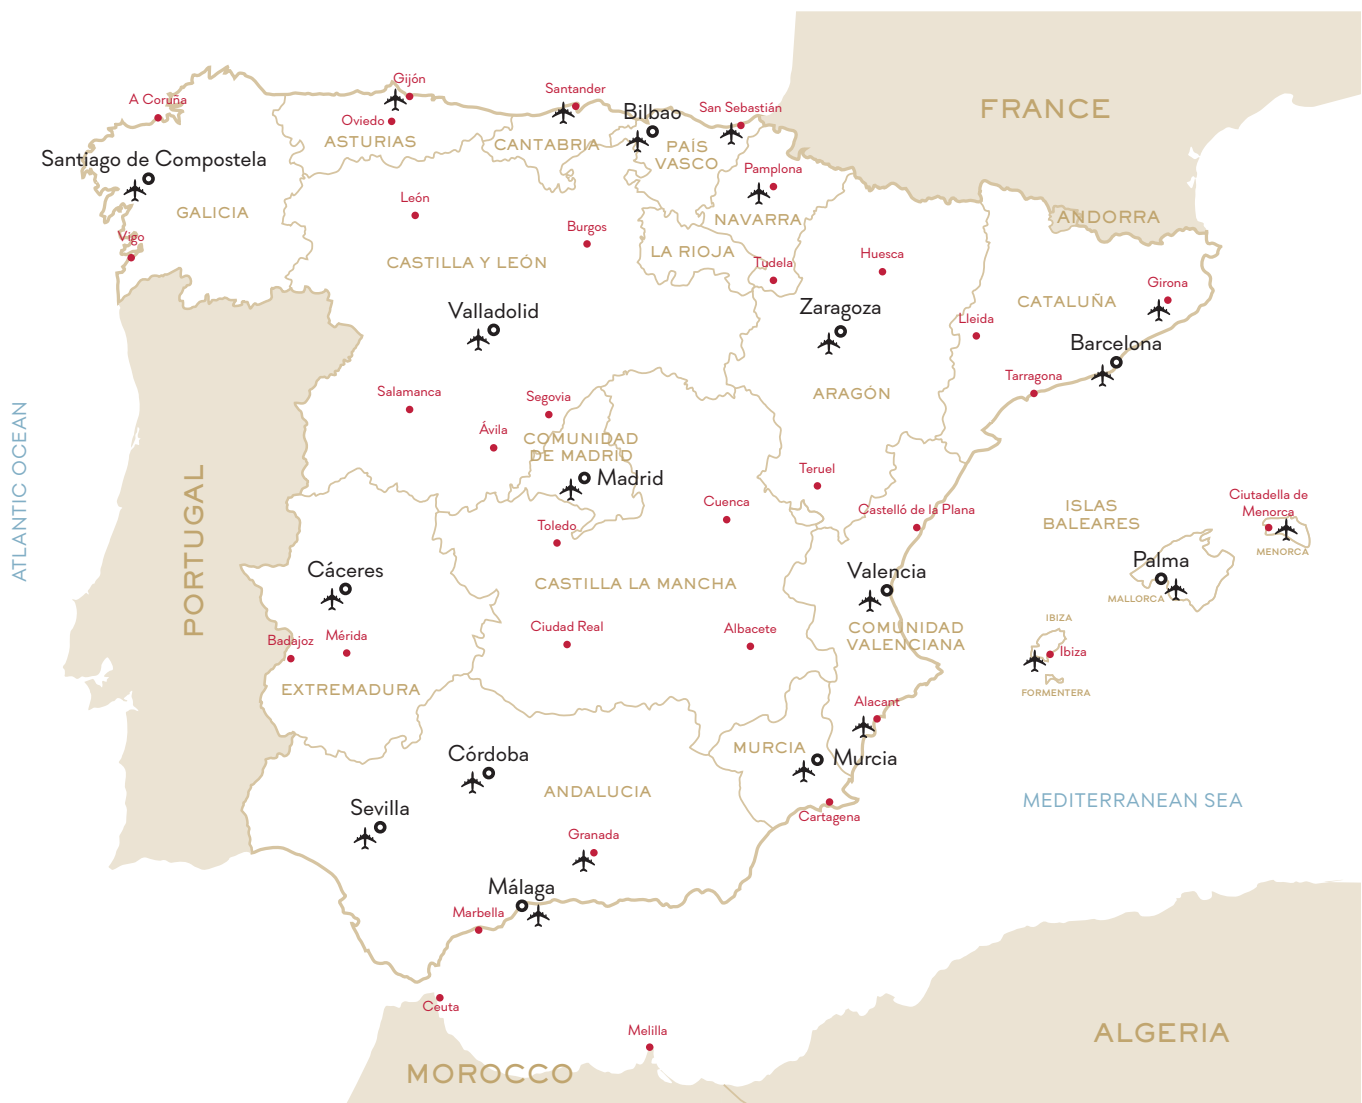 FRANCE
Gijón
Santander
A Coruña
San Sebastián
Bilbao
Oviedo
ASTURIAS
CANTABRIA
PAÍS
VASCO
Santiago de Compostela
Pamplona
León
GALICIA
NAVARRA
ANDORRA
Burgos
Vigo
LA RIOJA
Huesca
CASTILLA Y LEÓN
Tudela
Girona
CATALUÑA
Valladolid
Zaragoza
Lleida
Barcelona
Tarragona
Salamanca
Segovia
ARAGÓN
Ávila
COMUNIDAD
DE MADRID
Madrid
Teruel
ATLANTIC OCEAN
PORTUGAL
Cuenca
Castelló de la Plana
ISLAS
BALEARES
Ciutadella de
Menorca
MENORCA
Toledo
Palma
MALLORCA
Cáceres
CASTILLA LA MANCHA
Valencia
COMUNIDAD
VALENCIANA
IBIZA
Ibiza
FORMENTERA
Badajoz
Mérida
Ciudad Real
Albacete
EXTREMADURA
Alacant
MURCIA
Murcia
Córdoba
ANDALUCIA
MEDITERRANEAN SEA
Sevilla
Cartagena
Granada
Málaga
Marbella
Ceuta
Melilla
ALGERIA
MOROCCO